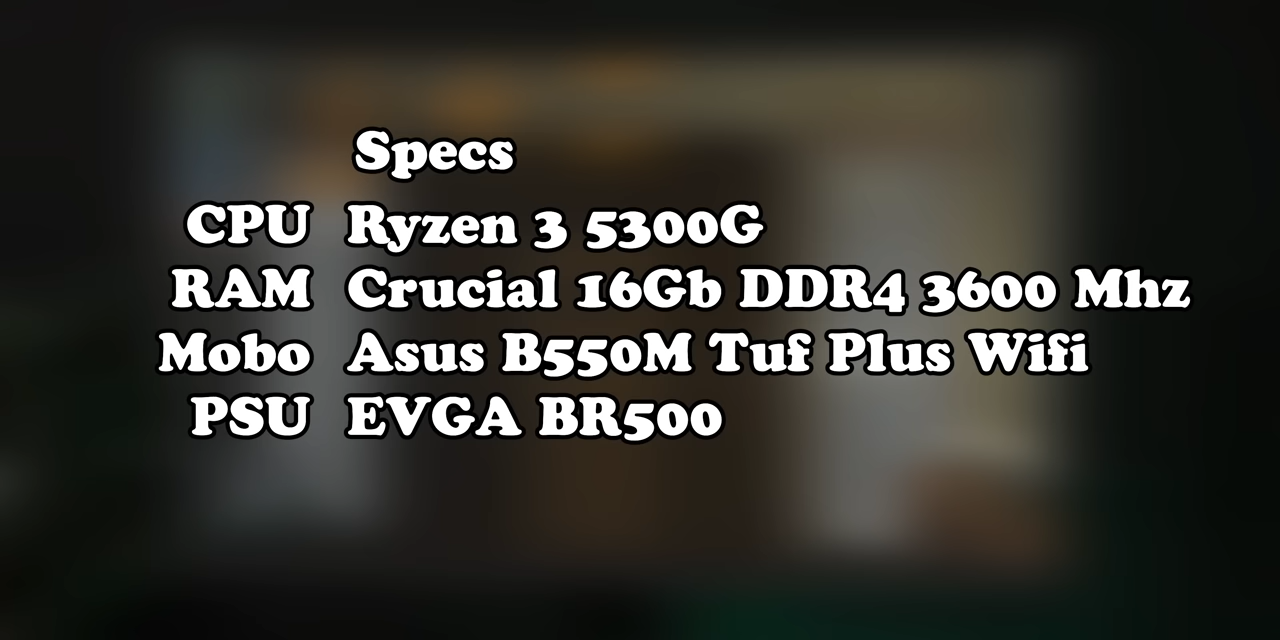 Specs
CPU Ryzen 3 5300G
RAM Crucial 16Gb DDR4 3600 Mhz
Mobo Asus B550M Tuf Plus Wifi
PSU EVGA BR500